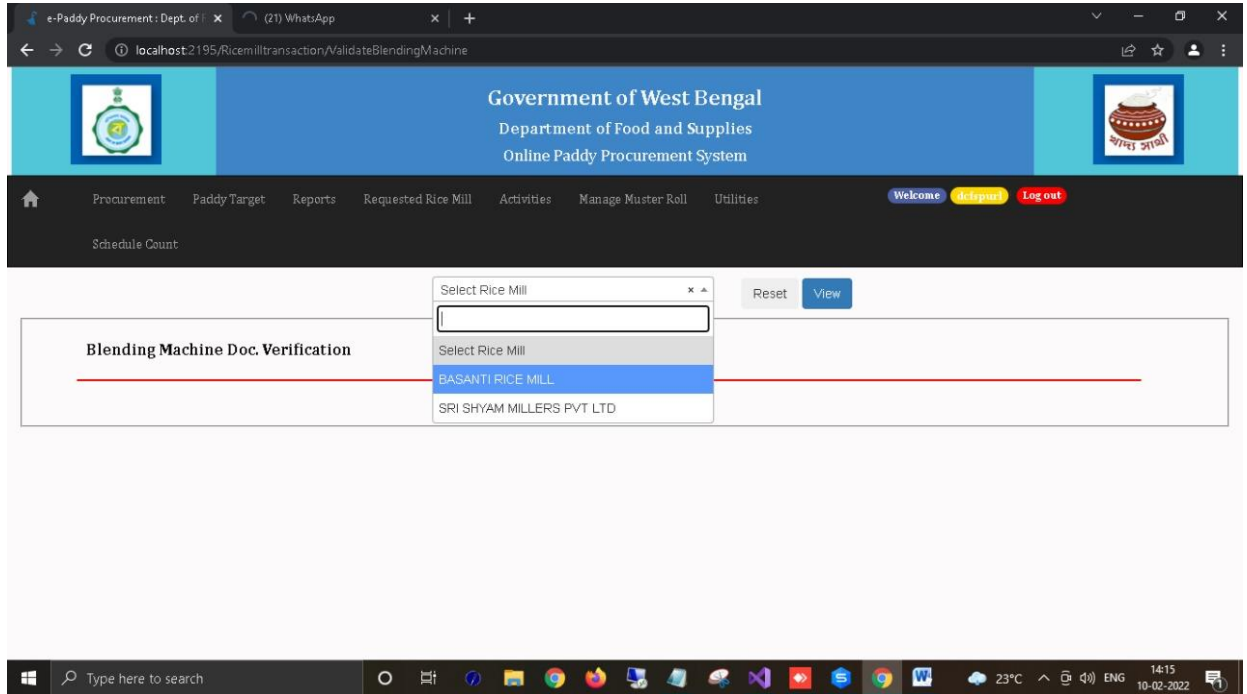 e-Paddy Procurement : Dept. of F
(21) WhatsApp
localhost:2195/Ricemilltransaction/ValidateBlendingMachine
Government of West Bengal
Department of Food and Supplies
Online Paddy Procurement System
খাদ্য সাথী
Procurement Paddy Target Reports Requested Rice Mill Activities Manage Muster Roll Utilities Welcome dcfspurl Log out
Schedule Count
Select Rice Mill Reset View
Blending Machine Doc. Verification
Select Rice Mill
BASANTI RICE MILL
SRI SHYAM MILLERS PVT LTD
Type here to search
23°C ENG 14:15
10-02-2022